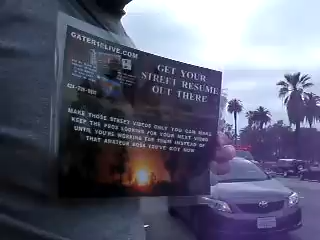 GATER18LIVE.COM
GET YOUR
STREET RESUME
OUT THERE
MAKE THOSE STREET VIDEOS ONLY YOU CAN MAKE
KEEP THE PROS LOOKING FOR YOUR NEXT VIDEO
UNTIL YOU'RE WORKING FOR THEM INSTEAD OF
THAT AMATEUR BOSS YOU'VE GOT NOW